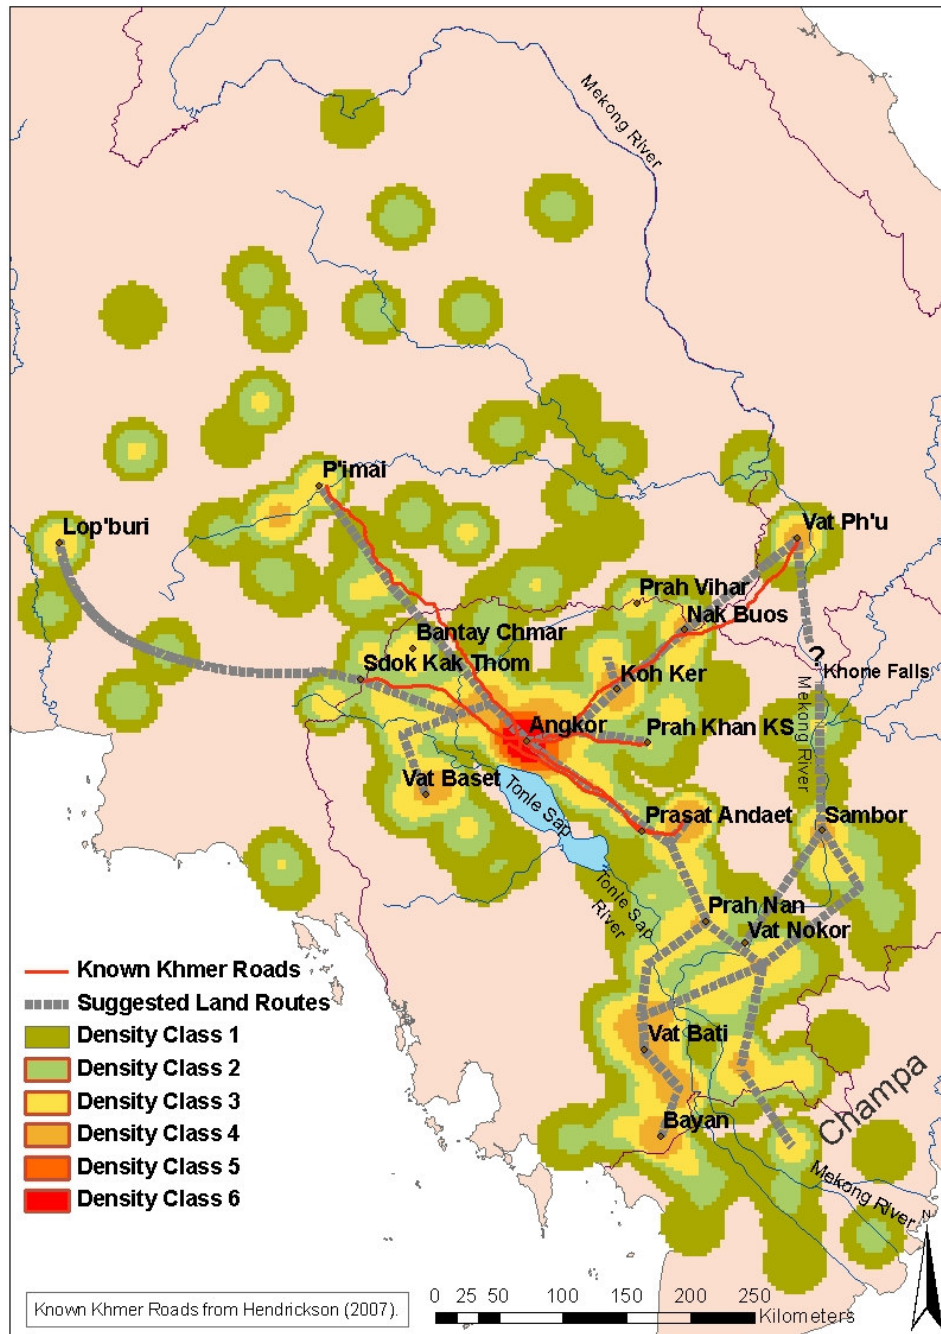 Mekong River
P'imai
Lop'buri
Vat Ph'u
Prah Vihar
Nak Buos
Bantay Chmar
Sdok Kak Thom
?
Koh Ker
Khone Falls
Angkor
Prah Khan KS
Mekong River
Vat Baset
Tonle Sap
Prasat Andaet
Sambor
Tonle Sap
River
Prah Nan
Vat Nokor
Vat Bati
Champa
Bayan
Mekong River
Known Khmer Roads
Suggested Land Routes
Density Class 1
Density Class 2
Density Class 3
Density Class 4
Density Class 5
Density Class 6
Known Khmer Roads from Hendrickson (2007).
0 25 50 100 150 200 250
Kilometers
N